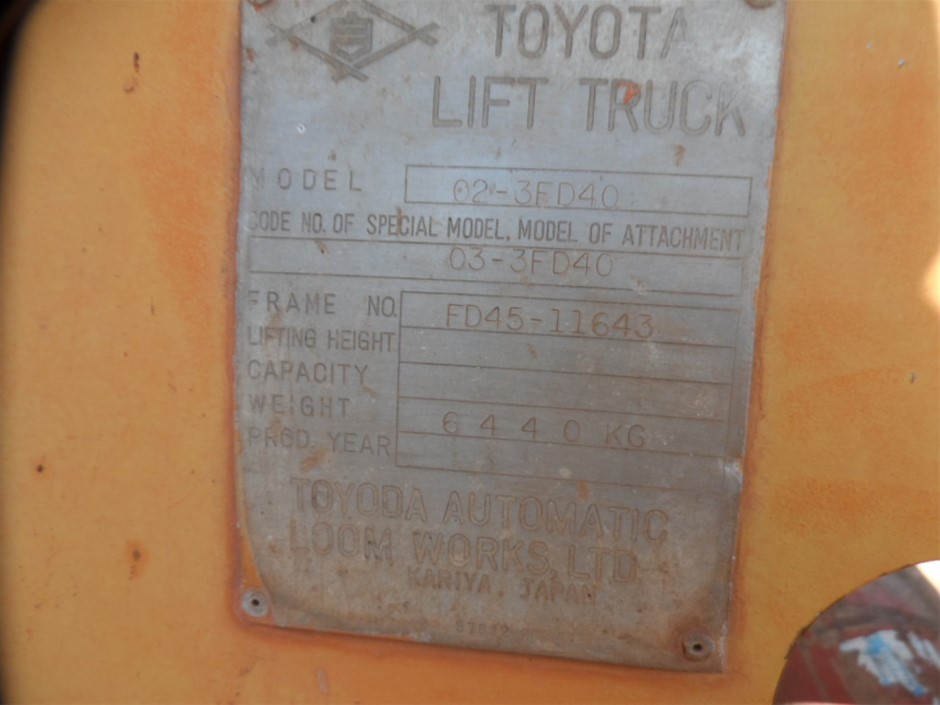 TOYOTA
LIFT TRUCK
MODEL 02-3FD40
CODE NO. OF SPECIAL MODEL, MODEL OF ATTACHMENT
03-3FD40
FRAME NO. FD45-11643
LIFTING HEIGHT
CAPACITY
WEIGHT 6440 KG
PROD. YEAR
TOYODA AUTOMATIC
LOOM WORKS, LTD.
KARIYA, JAPAN